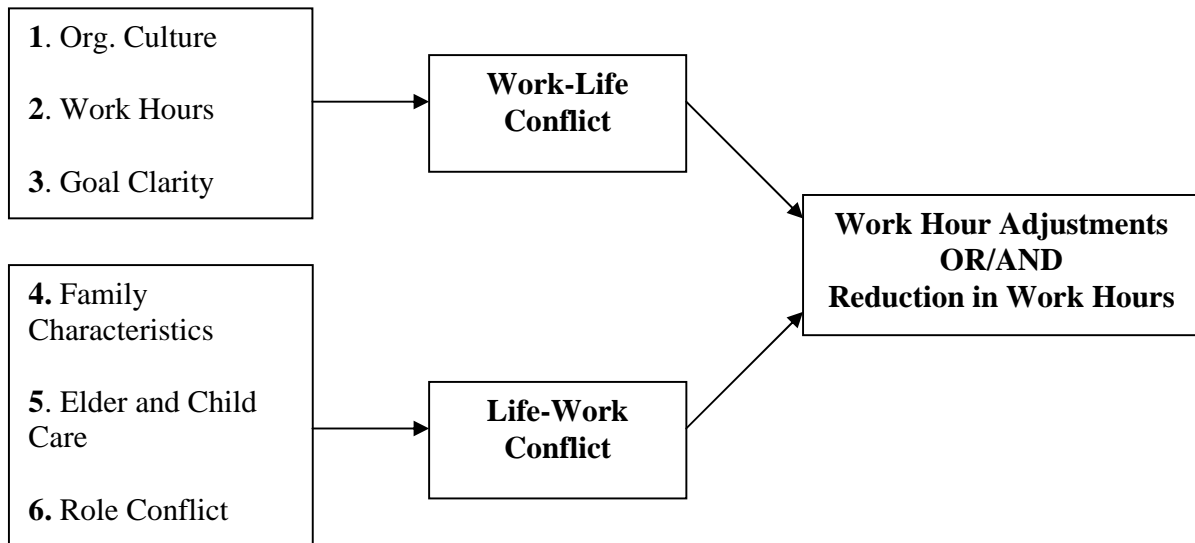 1. Org. Culture
2. Work Hours
3. Goal Clarity
Work-Life
Conflict
4. Family
Characteristics
5. Elder and Child
Care
6. Role Conflict
Life-Work
Conflict
Work Hour Adjustments
OR/AND
Reduction in Work Hours